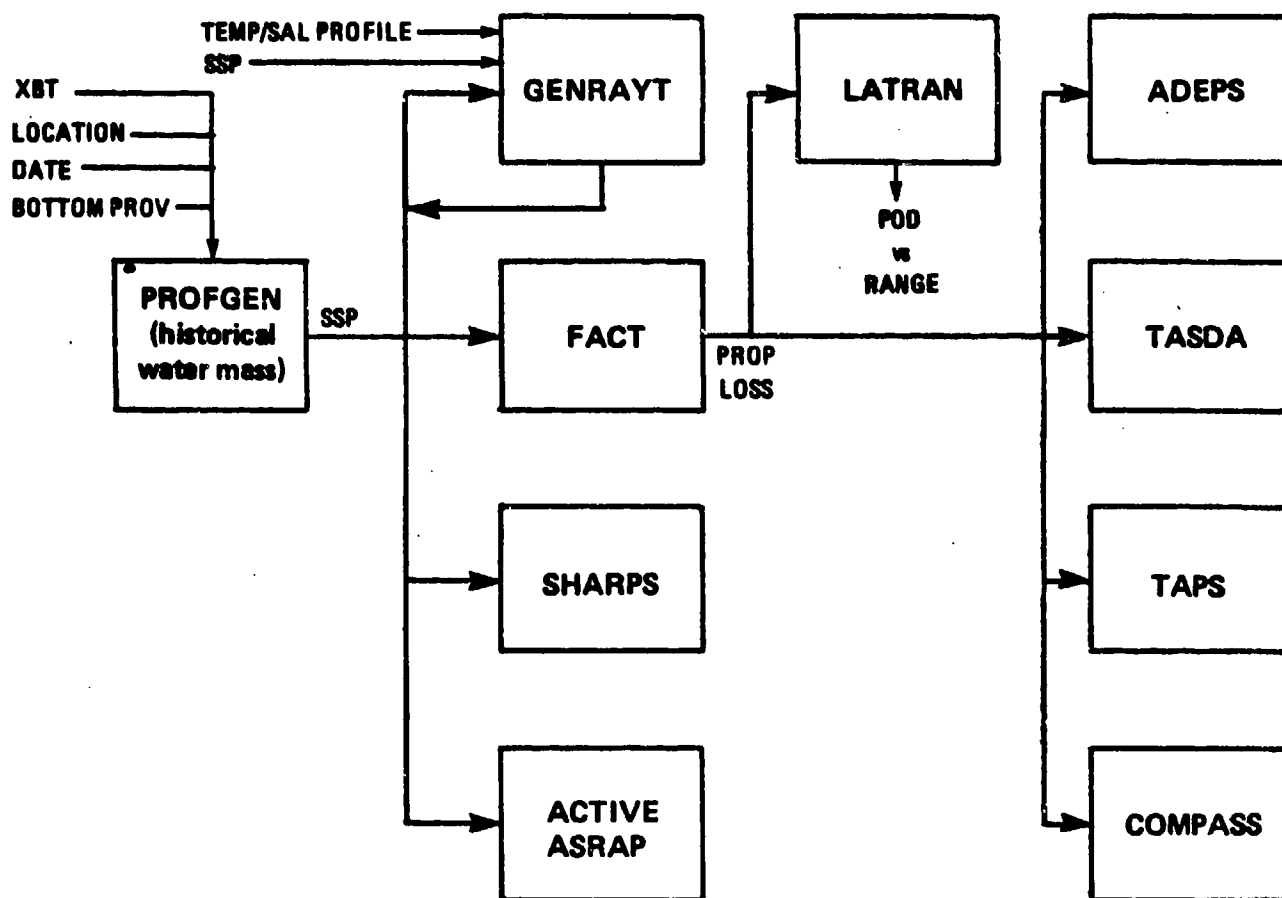 TEMP/SAL PROFILE
SSP
XBT
LOCATION
DATE
BOTTOM PROV
GENRAYT
LATRAN
ADEPS
POD
vs
RANGE
PROFGEN
(historical
water mass)
SSP
FACT
PROP
LOSS
TASDA
SHARPS
TAPS
ACTIVE
ASRAP
COMPASS